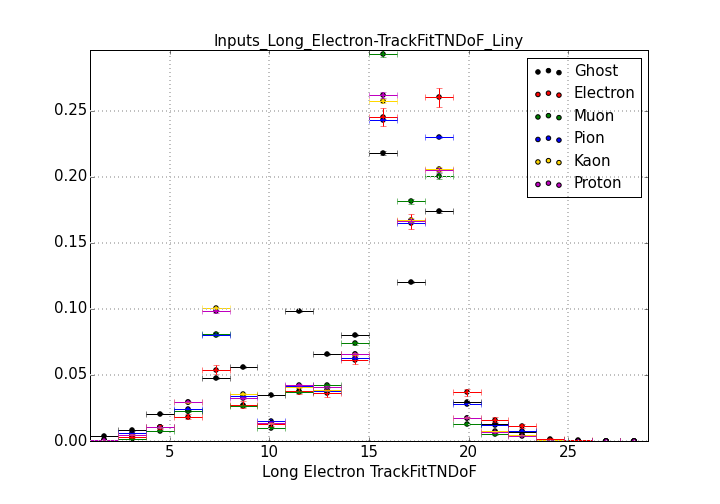 Inputs_Long_Electron-TrackFitTNDoF_Liny
Ghost
Electron
Muon
Pion
Kaon
Proton
0.25
0.20
0.15
0.10
0.05
0.00
5
10
15
20
25
Long Electron TrackFitTNDoF